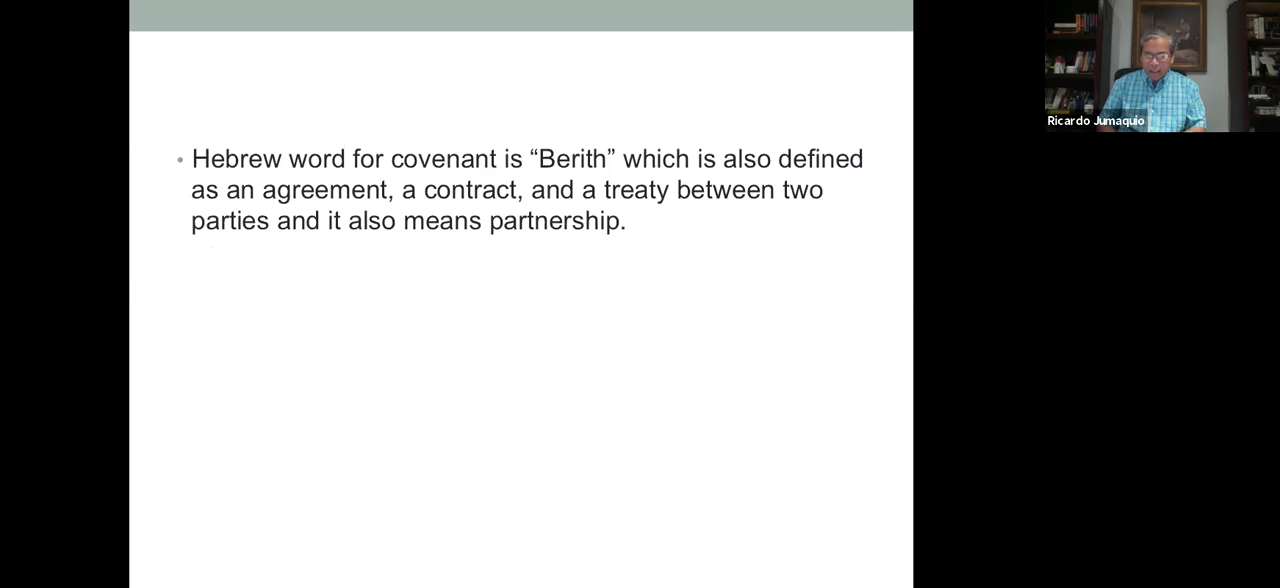 • Hebrew word for covenant is “Berith” which is also defined
as an agreement, a contract, and a treaty between two
parties and it also means partnership.
Ricardo Jumaquio